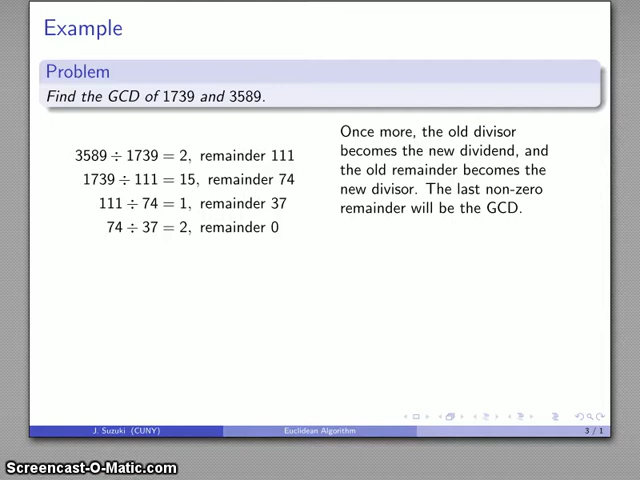 Example
Problem
Find the GCD of 1739 and 3589.
3589 ÷ 1739 = 2, remainder 111
1739 ÷ 111 = 15, remainder 74
111 ÷ 74 = 1, remainder 37
74 ÷ 37 = 2, remainder 0
Once more, the old divisor
becomes the new dividend, and
the old remainder becomes the
new divisor. The last non-zero
remainder will be the GCD.
J. Suzuki (CUNY)
Euclidean Algorithm
3 / 1
Screencast-O-Matic.com